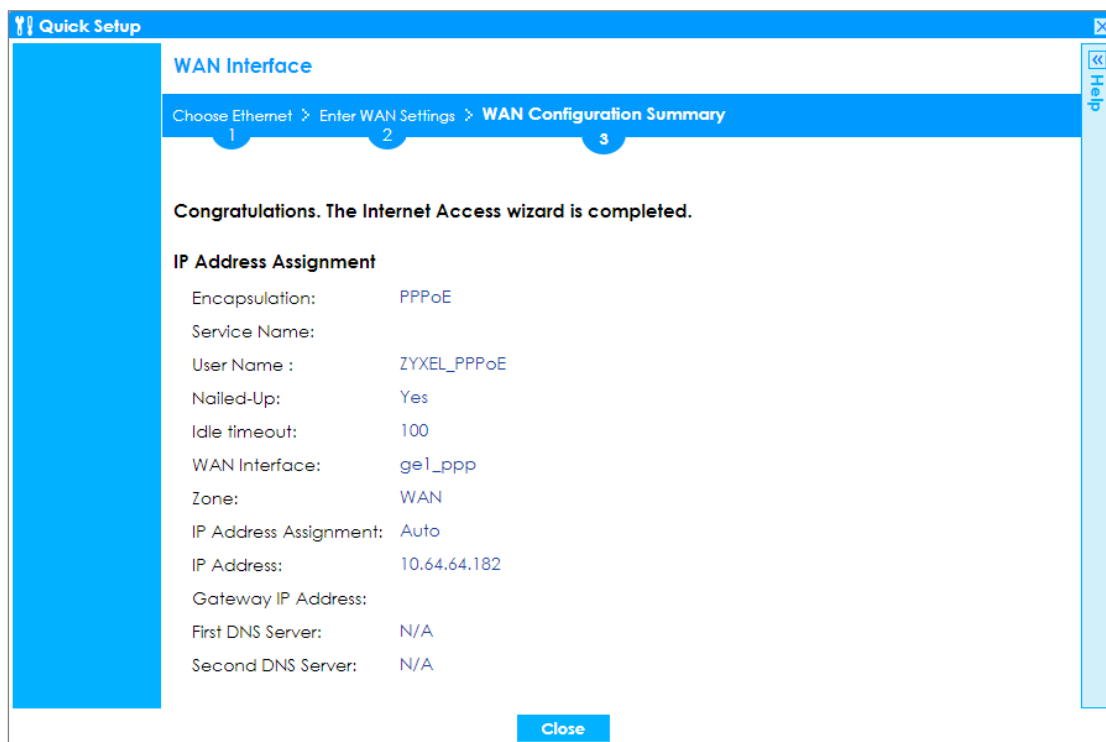 Quick Setup
Help
WAN Interface
Choose Ethernet > Enter WAN Settings > WAN Configuration Summary
1 2 3
Congratulations. The Internet Access wizard is completed.
IP Address Assignment
Encapsulation: PPPoE
Service Name:
User Name : ZYXEL_PPPoE
Nailed-Up: Yes
Idle timeout: 100
WAN Interface: ge1_ppp
Zone: WAN
IP Address Assignment: Auto
IP Address: 10.64.64.182
Gateway IP Address:
First DNS Server: N/A
Second DNS Server: N/A
Close